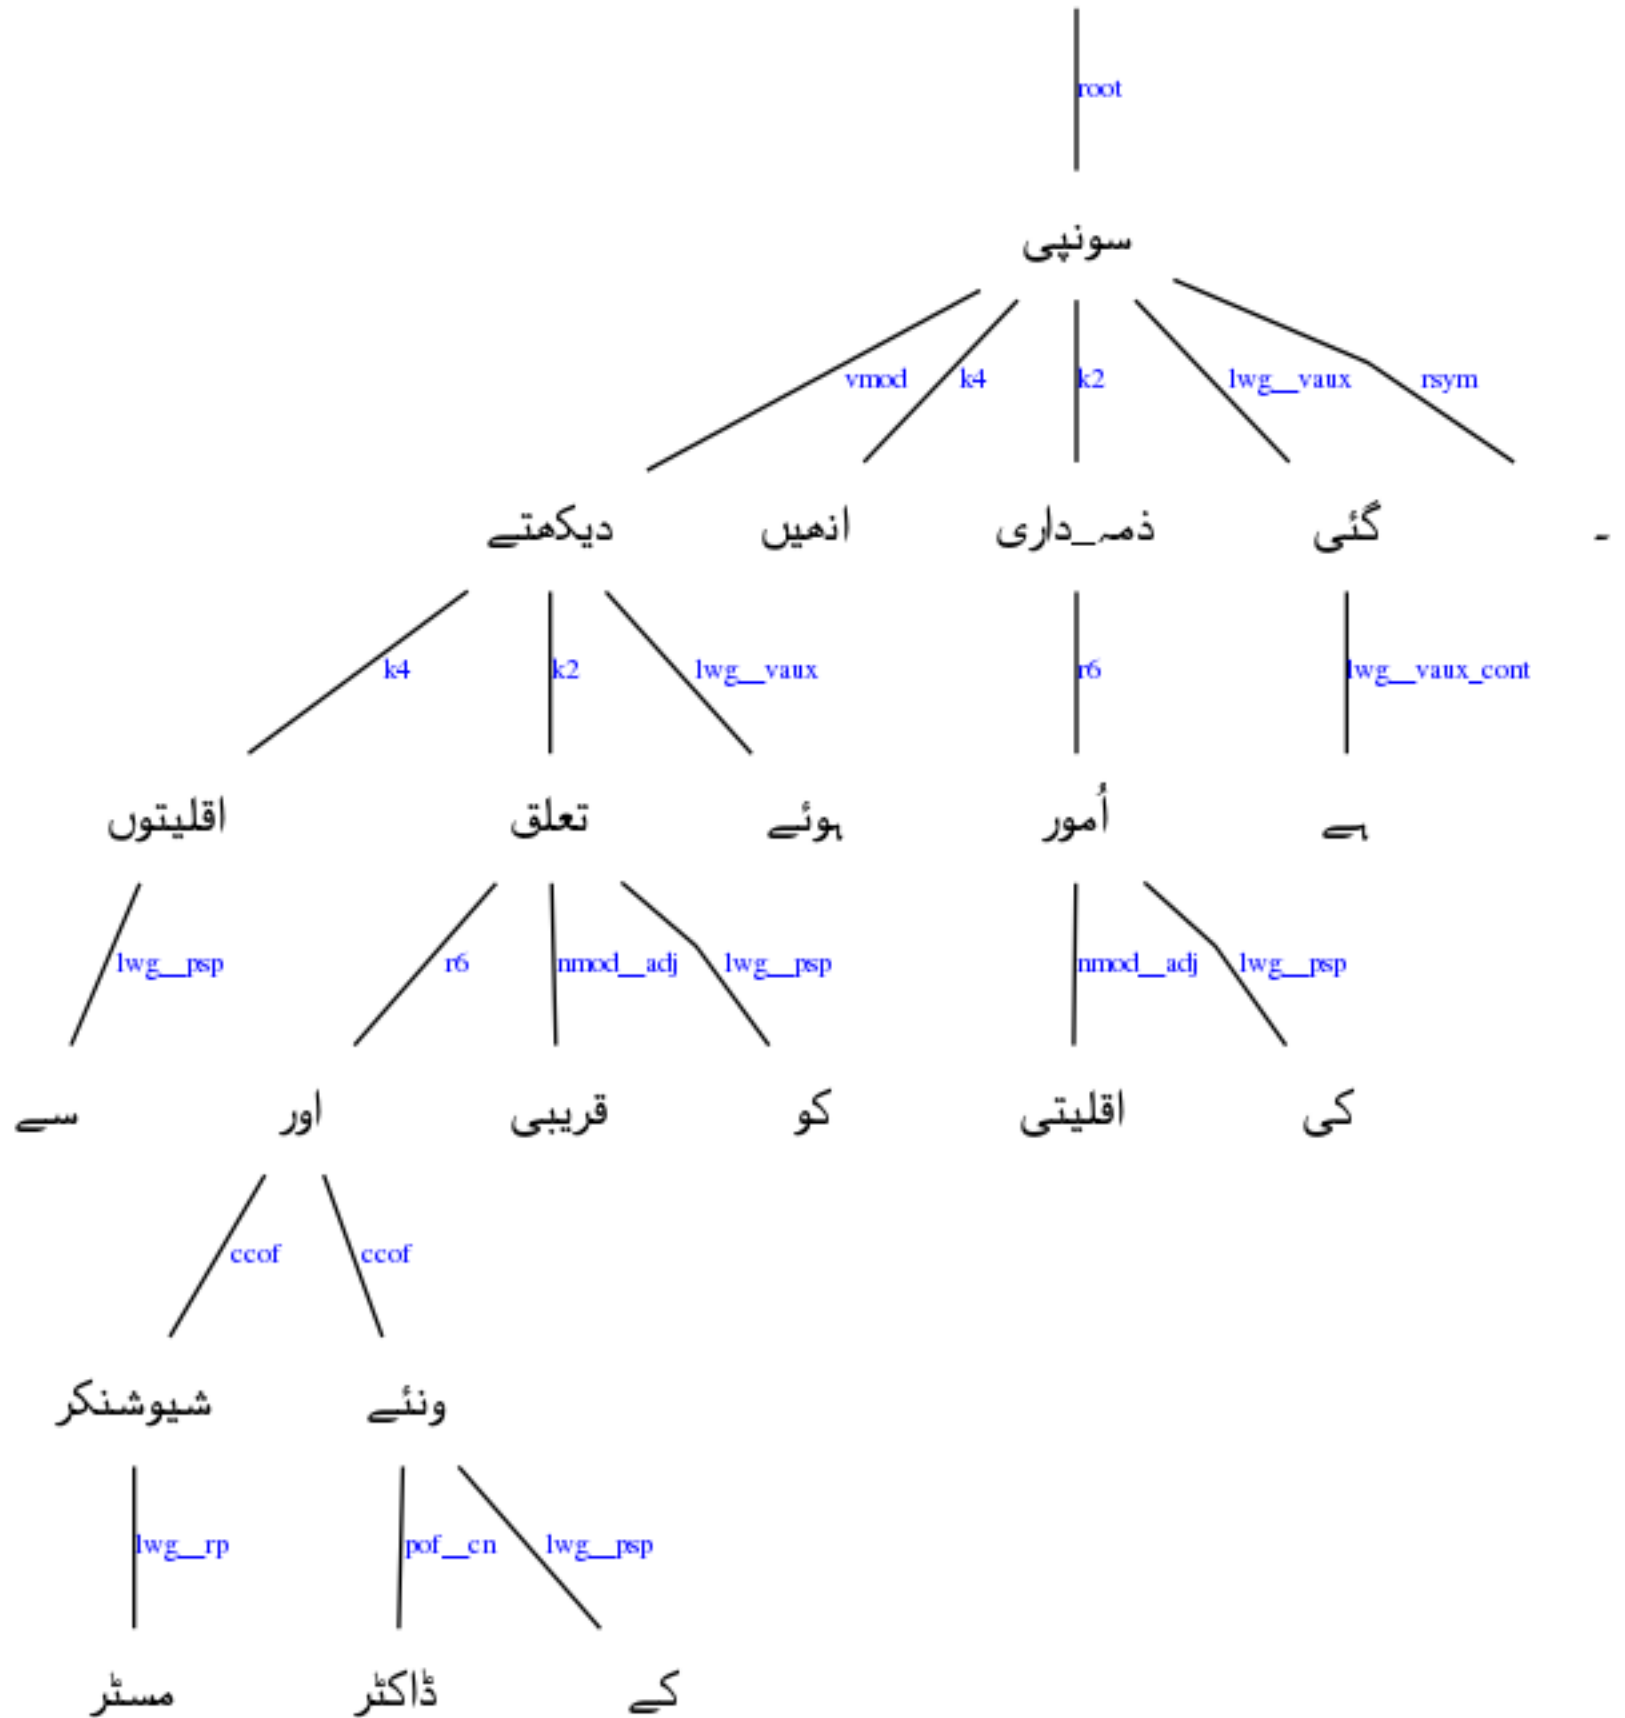 root
سونپی
vmod k4 k2 lwg__vaux rsym
دیکھتے انھیں ذمہ_داری گئی ۔
k4 k2 lwg__vaux r6 lwg__vaux_cont
اقلیتوں تعلق ہوئے اُمور ہے
lwg__psp r6 nmod__adj lwg__psp nmod__adj lwg__psp
سے اور قریبی کو اقلیتی کی
ccof ccof
شیوشنکر ونئے
lwg__rp pof__cn lwg__psp
مسٹر ڈاکٹر کے